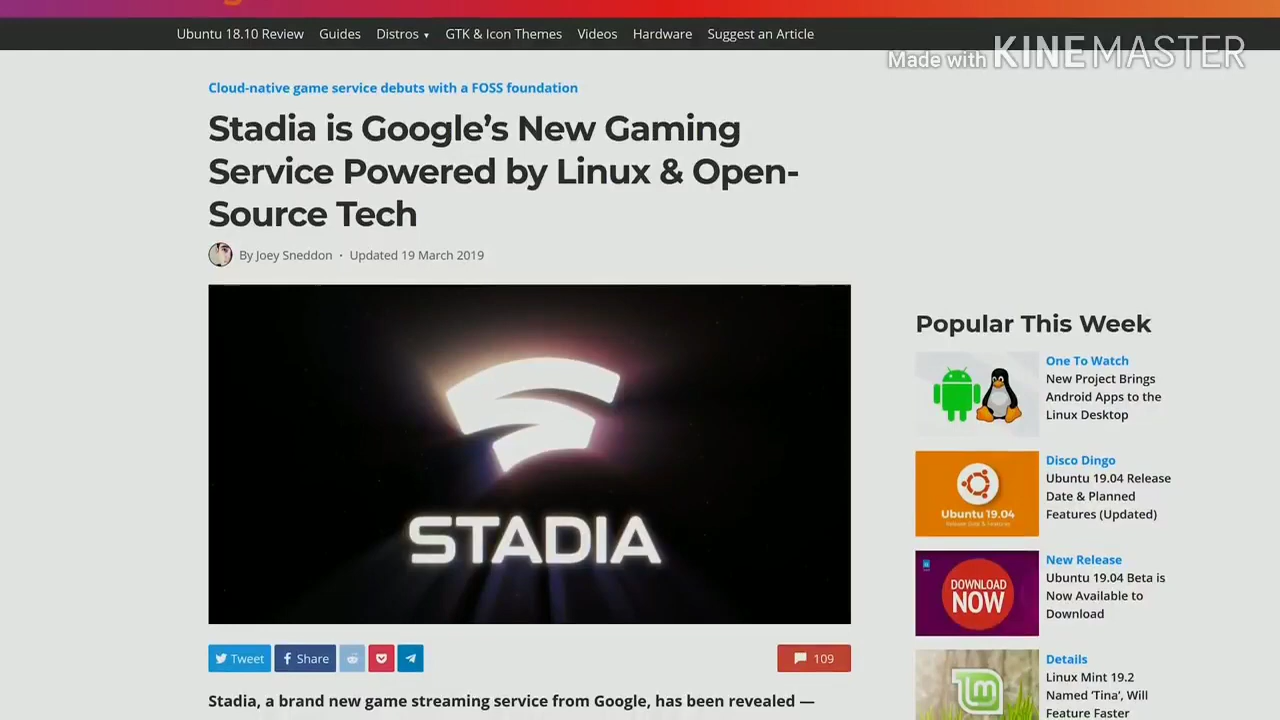 Ubuntu 18.10 Review Guides Distros ▾ GTK & Icon Themes Videos Hardware Suggest an Article
Made with KINEMASTER
Cloud-native game service debuts with a FOSS foundation
Stadia is Google’s New Gaming
Service Powered by Linux & Open-
Source Tech
By Joey Sneddon · Updated 19 March 2019
STADIA
Tweet Share 109
Stadia, a brand new game streaming service from Google, has been revealed —
Popular This Week
One To Watch
New Project Brings
Android Apps to the
Linux Desktop
Disco Dingo
Ubuntu 19.04 Release
Date & Planned
Features (Updated)
Ubuntu 19.04
New Release
Ubuntu 19.04 Beta is
Now Available to
Download
DOWNLOAD
NOW
Details
Linux Mint 19.2
Named ‘Tina’, Will
Feature Faster